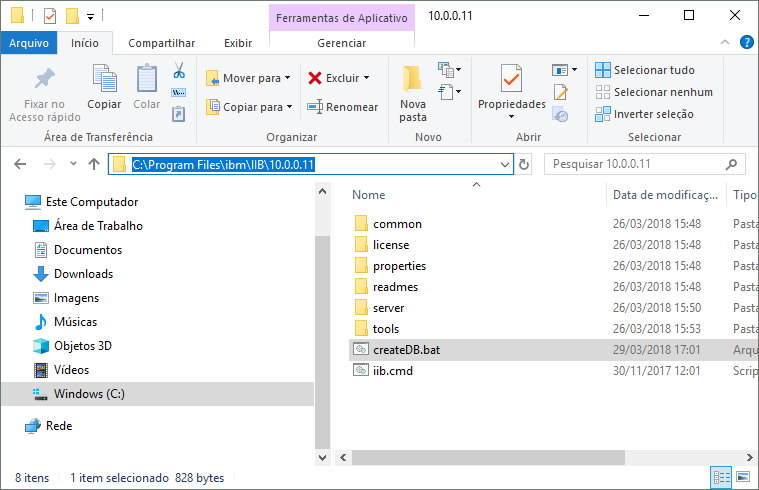 Ferramentas de Aplicativo 10.0.0.11
Arquivo Início Compartilhar Exibir Gerenciar
Fixar no Acesso rápido
Copiar
Colar
Área de Transferência
Mover para
Copiar para
Excluir
Renomear
Organizar
Nova pasta
Novo
Propriedades
Abrir
Selecionar tudo
Selecionar nenhum
Inverter seleção
Selecionar
C:\Program Files\ibm\IIB\10.0.0.11
Pesquisar 10.0.0.11
Este Computador
Área de Trabalho
Documentos
Downloads
Imagens
Músicas
Objetos 3D
Vídeos
Windows (C:)
Rede
Nome Data de modificaç... Tipo
common 26/03/2018 15:48 Pasta
license 26/03/2018 15:48 Pasta
properties 26/03/2018 15:48 Pasta
readmes 26/03/2018 15:48 Pasta
server 26/03/2018 15:50 Pasta
tools 26/03/2018 15:53 Pasta
createDB.bat 29/03/2018 17:01 Arqu
iib.cmd 30/11/2017 12:01 Scrip
8 itens 1 item selecionado 828 bytes